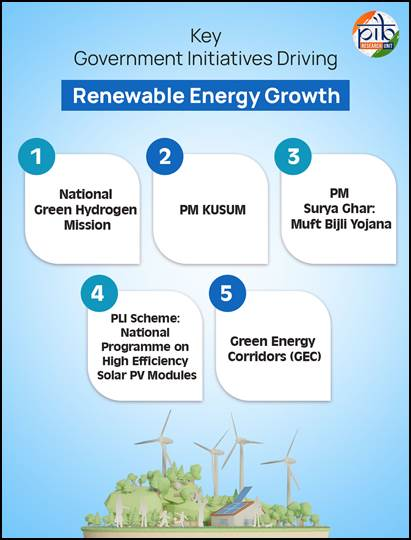 pib
RESEARCH UNIT
Key
Government Initiatives Driving
Renewable Energy Growth
1
National
Green Hydrogen
Mission
2
PM KUSUM
3
PM
Surya Ghar:
Muft Bijli Yojana
4
PLI Scheme:
National
Programme on
High Efficiency
Solar PV Modules
5
Green Energy
Corridors (GEC)